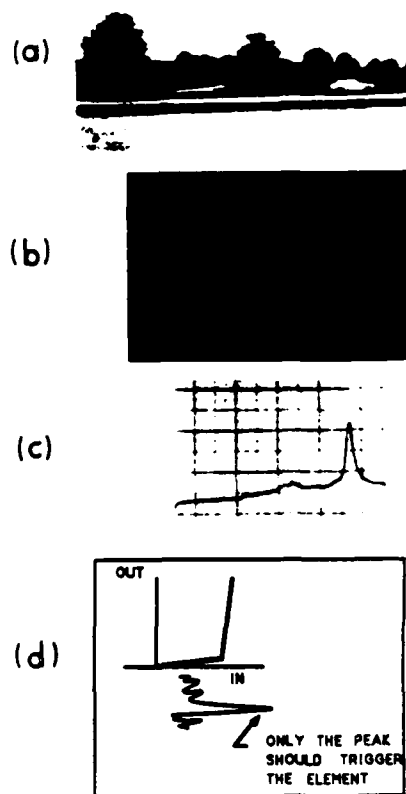 (a)
(b)
(c)
(d)
OUT
IN
ONLY THE PEAK
SHOULD TRIGGER
THE ELEMENT